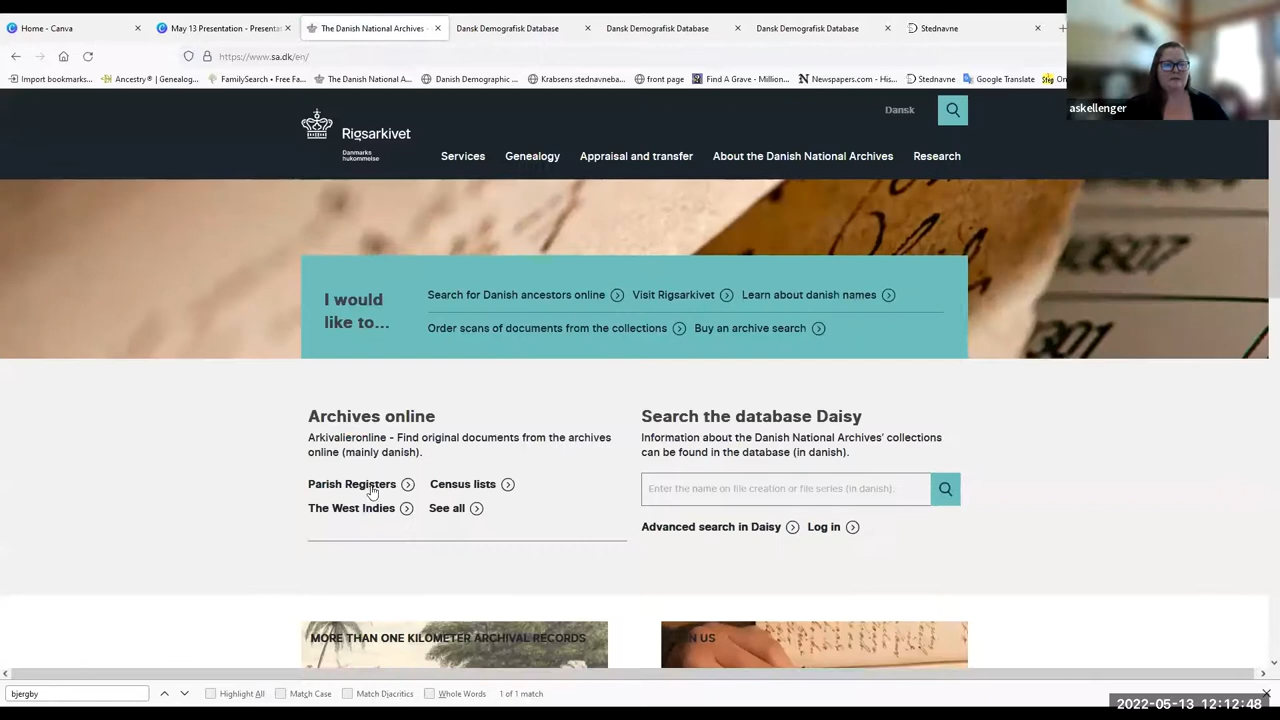 Home - Canva
May 13 Presentation - Presentat
The Danish National Archives -
Dansk Demografisk Database
Dansk Demografisk Database
Dansk Demografisk Database
Stednavne
https://www.sa.dk/en/
Import bookmarks...
Ancestry® | Genealog...
FamilySearch • Free Fa...
The Danish National A...
Danish Demographic ...
Krabsens stednavneba...
front page
Find A Grave - Million...
Newspapers.com - His...
Stednavne
Google Translate
askellenger
Rigsarkivet
Danmarks
hukommelse
Dansk
Services
Genealogy
Appraisal and transfer
About the Danish National Archives
Research
I would
like to...
Search for Danish ancestors online
Visit Rigsarkivet
Learn about danish names
Order scans of documents from the collections
Buy an archive search
Archives online
Arkivalieronline - Find original documents from the archives
online (mainly danish).
Parish Registers
Census lists
The West Indies
See all
Search the database Daisy
Information about the Danish National Archives' collections
can be found in the database (in danish).
Enter the name on file creation or file series (in danish).
Advanced search in Daisy
Log in
MORE THAN ONE KILOMETER ARCHIVAL RECORDS
US
bjergby
Highlight All
Match Case
Match Diacritics
Whole Words
1 of 1 match
2022-05-13 12:12:48